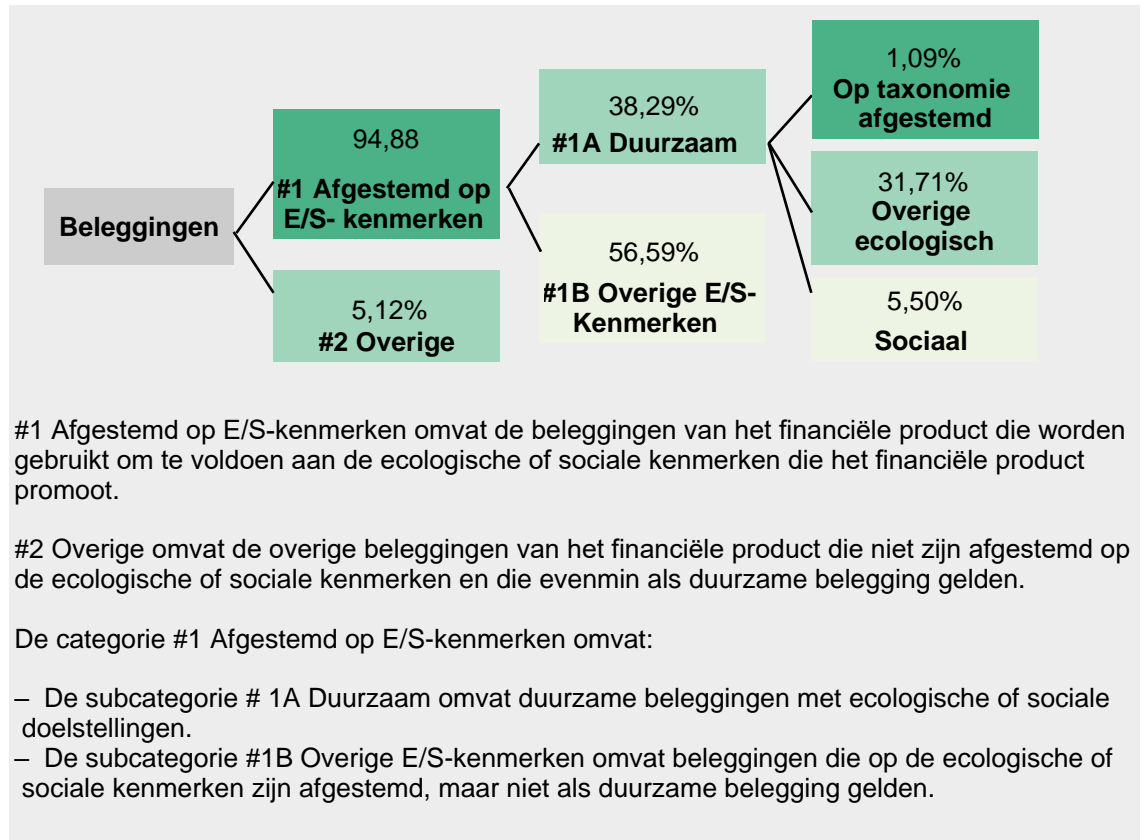 Beleggingen
94,88
#1 Afgestemd op
E/S- kenmerken
5,12%
#2 Overige
38,29%
#1A Duurzaam
56,59%
#1B Overige E/S-
Kenmerken
1,09%
Op taxonomie
afgestemd
31,71%
Overige
ecologisch
5,50%
Sociaal
#1 Afgestemd op E/S-kenmerken omvat de beleggingen van het financiële product die worden
gebruikt om te voldoen aan de ecologische of sociale kenmerken die het financiële product
promoot.
#2 Overige omvat de overige beleggingen van het financiële product die niet zijn afgestemd op
de ecologische of sociale kenmerken en die evenmin als duurzame belegging gelden.
De categorie #1 Afgestemd op E/S-kenmerken omvat:
– De subcategorie # 1A Duurzaam omvat duurzame beleggingen met ecologische of sociale
doelstellingen.
– De subcategorie #1B Overige E/S-kenmerken omvat beleggingen die op de ecologische of
sociale kenmerken zijn afgestemd, maar niet als duurzame belegging gelden.